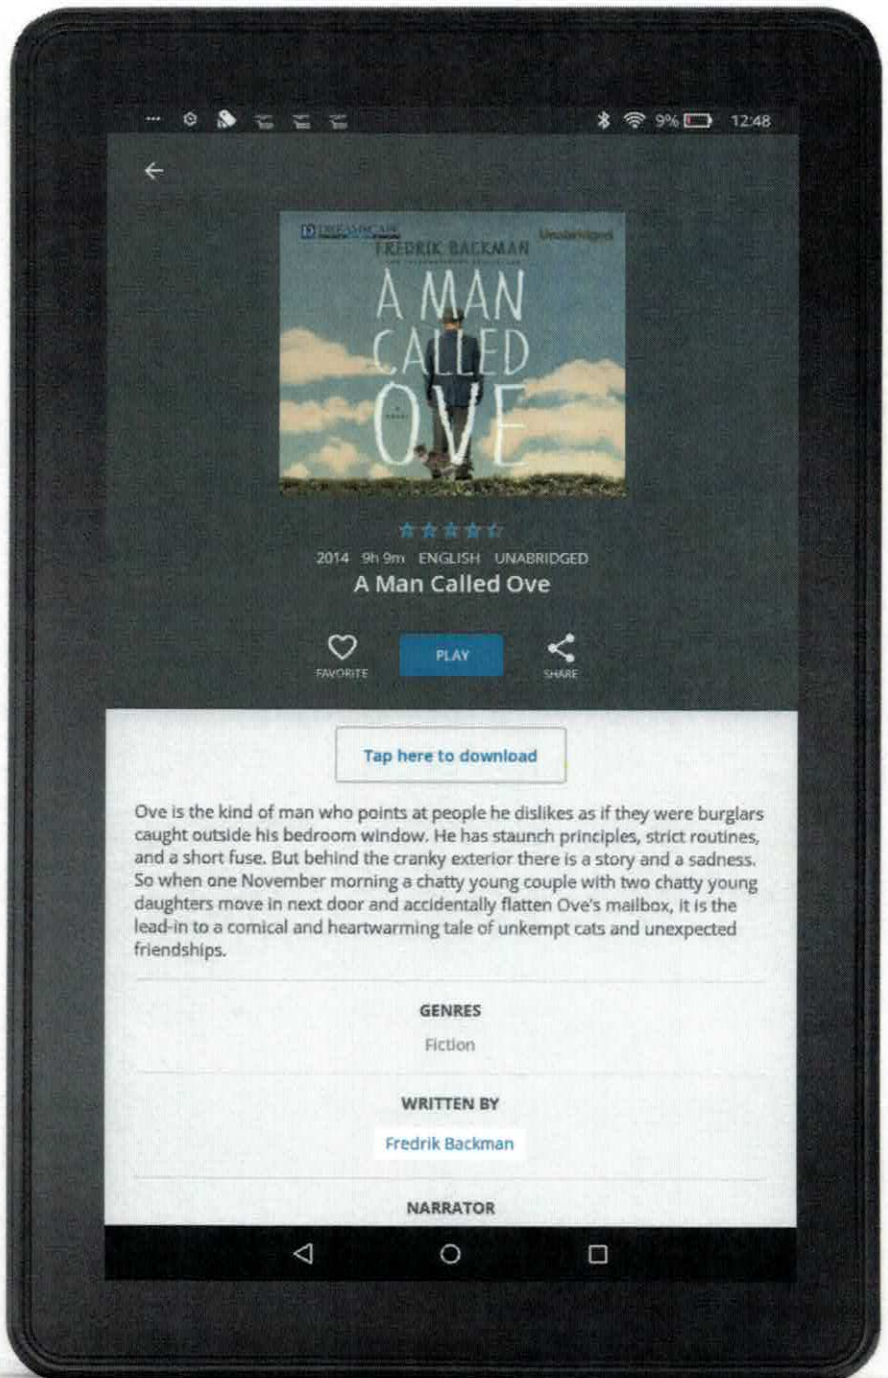 9% 12:48
DREAMSCAPE Unabridged
FREDRIK BACKMAN
A MAN
CALLED
OVE
2014 9h 9m ENGLISH UNABRIDGED
A Man Called Ove
FAVORITE PLAY SHARE
Tap here to download
Ove is the kind of man who points at people he dislikes as if they were burglars
caught outside his bedroom window. He has staunch principles, strict routines,
and a short fuse. But behind the cranky exterior there is a story and a sadness.
So when one November morning a chatty young couple with two chatty young
daughters move in next door and accidentally flatten Ove's mailbox, it is the
lead-in to a comical and heartwarming tale of unkempt cats and unexpected
friendships.
GENRES
Fiction
WRITTEN BY
Fredrik Backman
NARRATOR